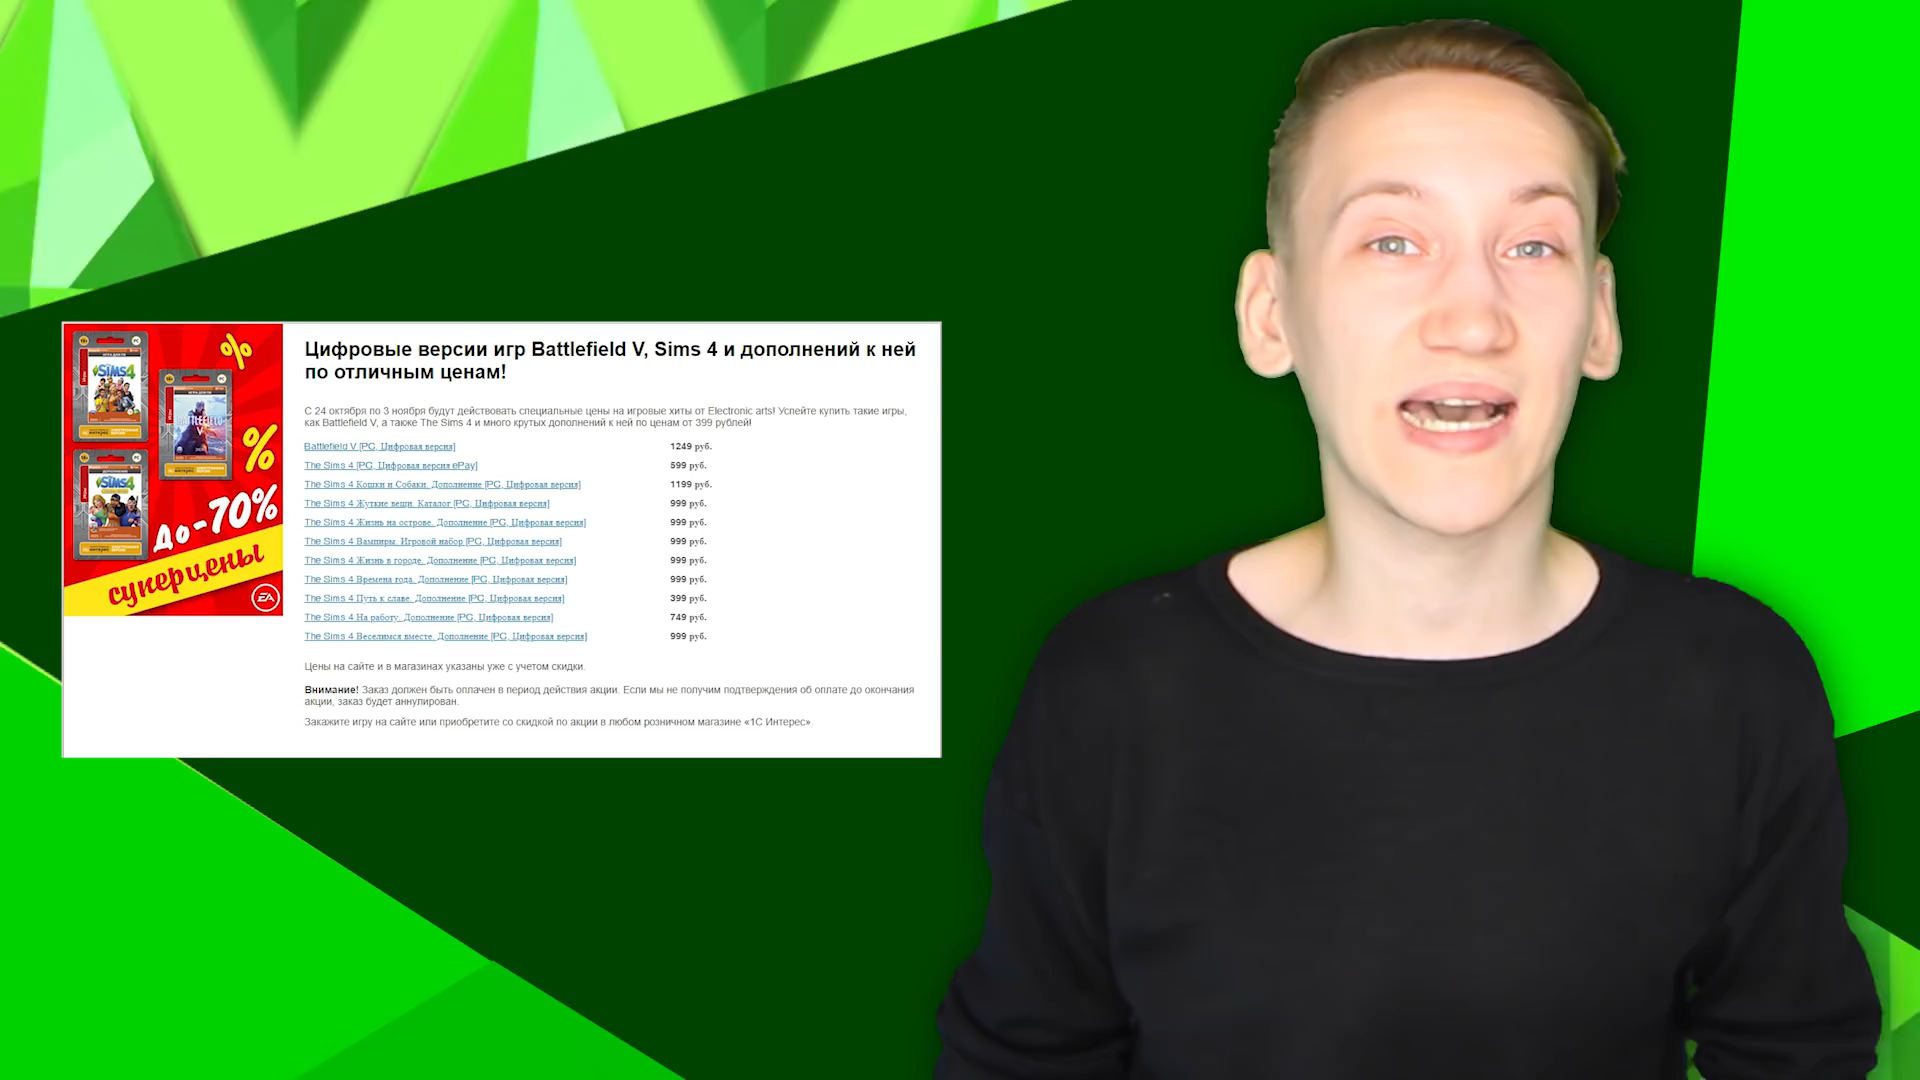 SIMS4
BATTLEFIELD
V
%
%
SIMS4
До-70%
суперцены
EA
Цифровые версии игр Battlefield V, Sims 4 и дополнений к ней
по отличным ценам!
С 24 октября по 3 ноября будут действовать специальные цены на игровые хиты от Electronic arts! Успейте купить такие игры,
как Battlefield V, а также The Sims 4 и много крутых дополнений к ней по ценам от 399 рублей!
Battlefield V [PC, Цифровая версия] 1249 руб.
The Sims 4 [PC, Цифровая версия ePay] 599 руб.
The Sims 4 Кошки и Собаки. Дополнение [PC, Цифровая версия] 1199 руб.
The Sims 4 Жуткие вещи. Каталог [PC, Цифровая версия] 999 руб.
The Sims 4 Жизнь на острове. Дополнение [PC, Цифровая версия] 999 руб.
The Sims 4 Вампиры. Игровой набор [PC, Цифровая версия] 999 руб.
The Sims 4 Жизнь в городе. Дополнение [PC, Цифровая версия] 999 руб.
The Sims 4 Времена года. Дополнение [PC, Цифровая версия] 999 руб.
The Sims 4 Путь к славе. Дополнение [PC, Цифровая версия] 399 руб.
The Sims 4 На работу. Дополнение [PC, Цифровая версия] 749 руб.
The Sims 4 Веселимся вместе. Дополнение [PC, Цифровая версия] 999 руб.
Цены на сайте и в магазинах указаны уже с учетом скидки.
Внимание! Заказ должен быть оплачен в период действия акции. Если мы не получим подтверждения об оплате до окончания
акции, заказ будет аннулирован.
Закажите игру на сайте или приобретите со скидкой по акции в любом розничном магазине «1С Интерес».